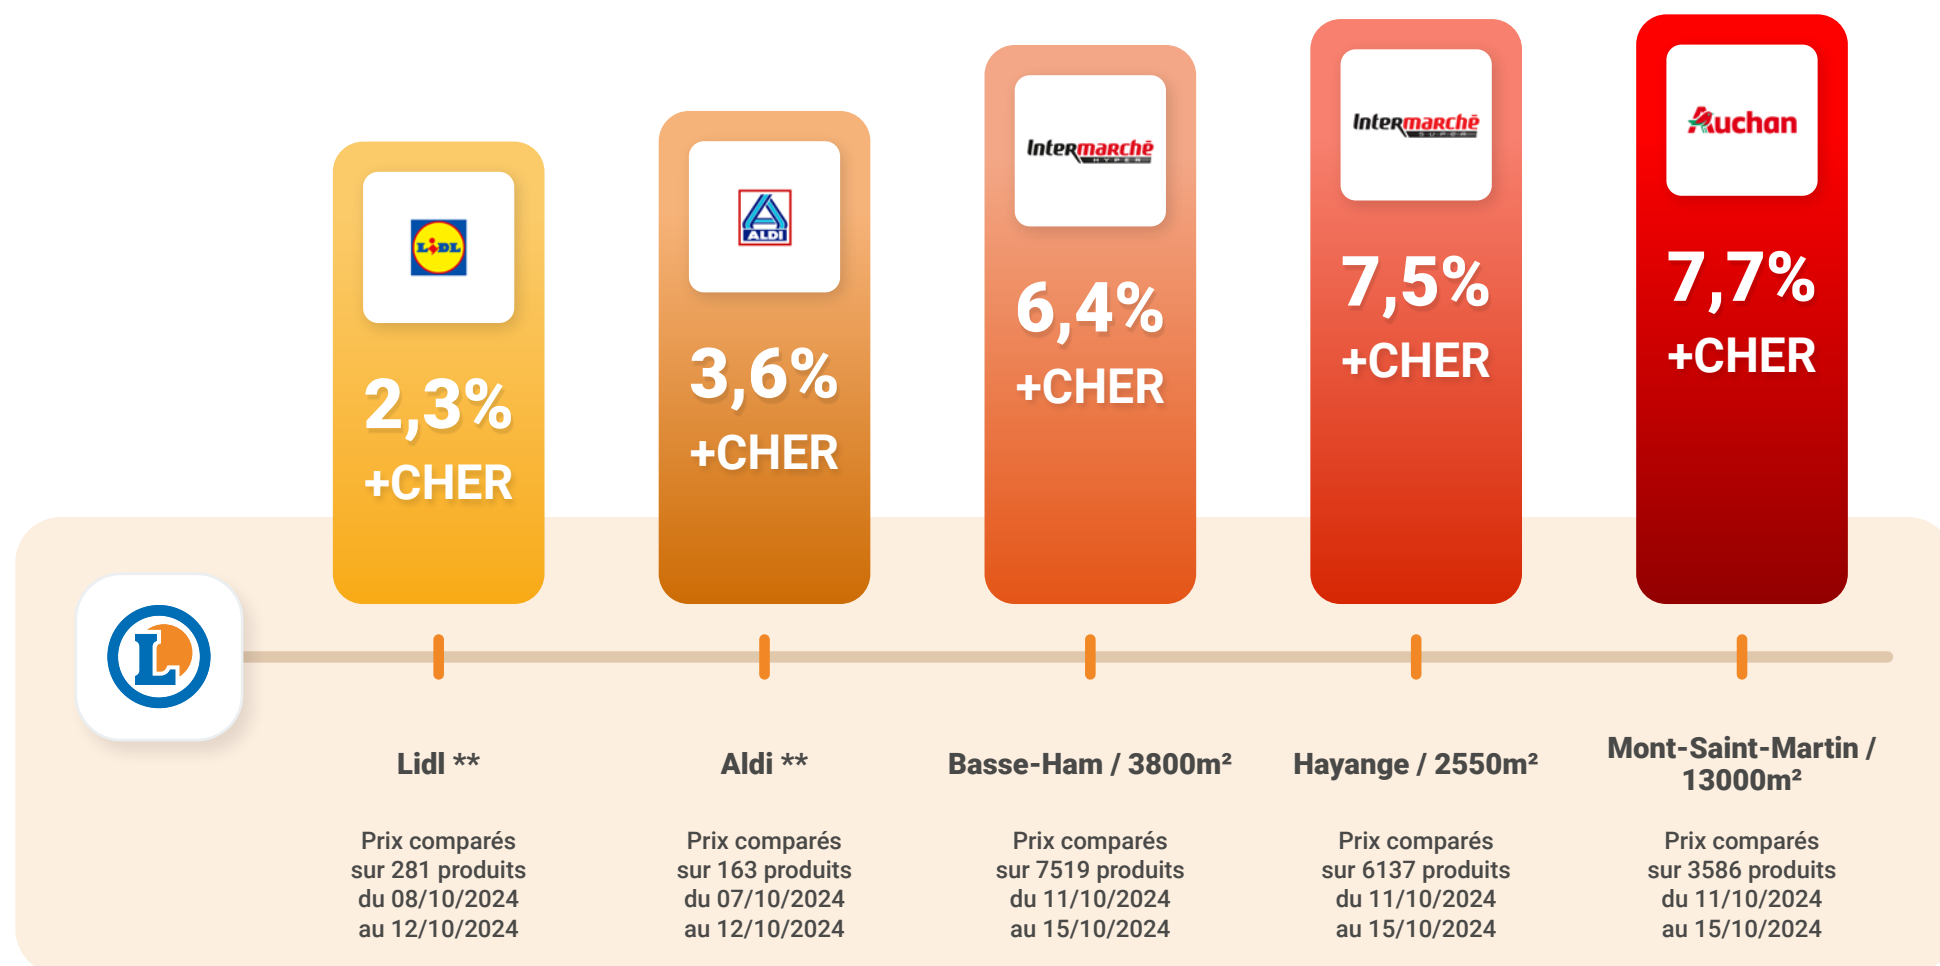 LIDL
2,3%
+CHER
ALDI
3,6%
+CHER
Intermarchē
HYPER
6,4%
+CHER
Intermarchē
SUPER
7,5%
+CHER
Auchan
7,7%
+CHER
L
Lidl **
Prix comparés
sur 281 produits
du 08/10/2024
au 12/10/2024
Aldi **
Prix comparés
sur 163 produits
du 07/10/2024
au 12/10/2024
Basse-Ham / 3800m²
Prix comparés
sur 7519 produits
du 11/10/2024
au 15/10/2024
Hayange / 2550m²
Prix comparés
sur 6137 produits
du 11/10/2024
au 15/10/2024
Mont-Saint-Martin /
13000m²
Prix comparés
sur 3586 produits
du 11/10/2024
au 15/10/2024